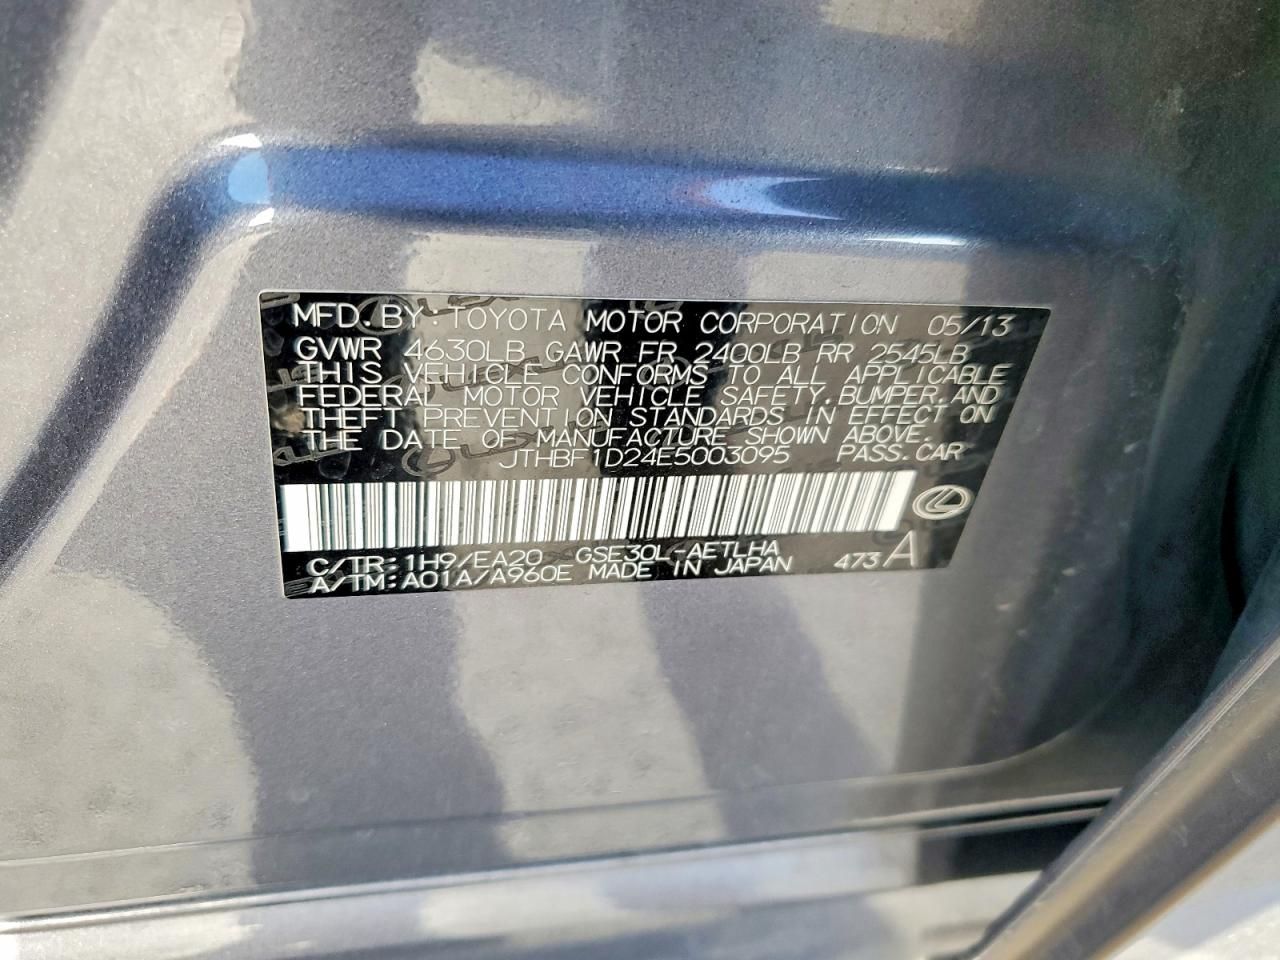 MFD.BY TOYOTA MOTOR CORPORATION 05/13
GVWR 4630LB GAWR FR 2400LB RR 2545LB
THIS VEHICLE CONFORMS TO ALL APPLICABLE
FEDERAL MOTOR VEHICLE SAFETY,BUMPER,AND
THEFT PREVENTION STANDARDS IN EFFECT ON
THE DATE OF MANUFACTURE SHOWN ABOVE.
JTHBF1D24E5003095 PASS.CAR
C/TR:1H9/EA20 GSE30L-AETLHA
A/TM:A01A/A960E MADE IN JAPAN 473 A